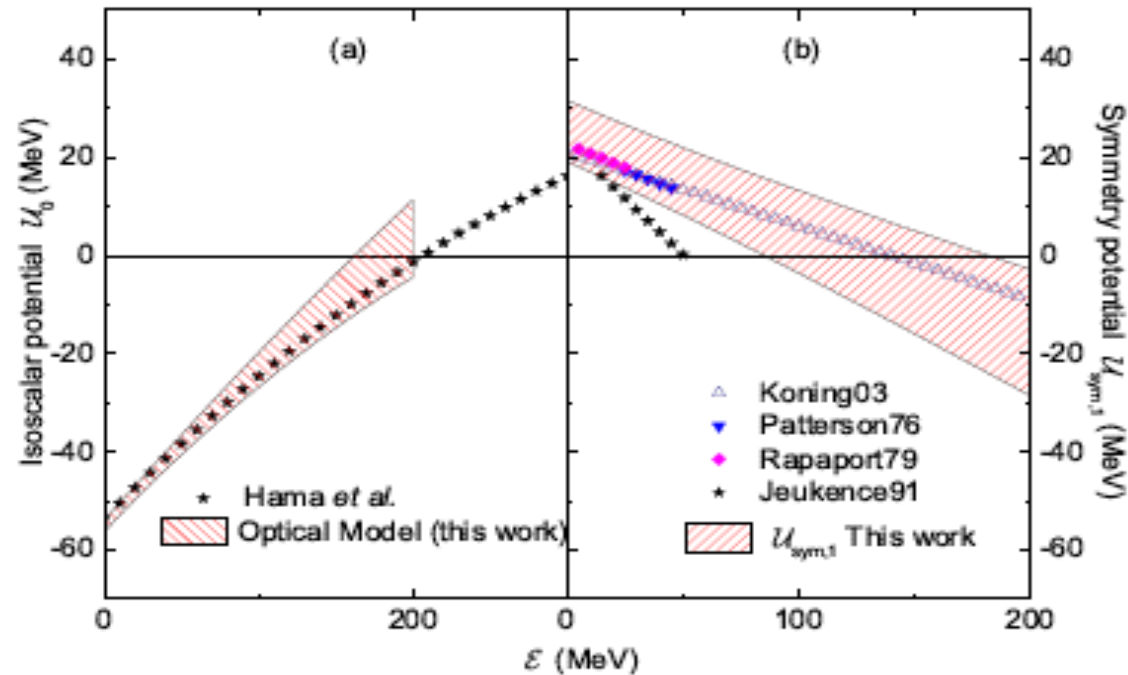 (a)
(b)
40
20
0
-20
-40
-60
Isoscalar potential 𝒰0 (MeV)
Hama et al.
Optical Model (this work)
0
200
0
100
200
ℰ (MeV)
Koning03
Patterson76
Rapaport79
Jeukence91
𝒰sym,1 This work
40
20
0
-20
-40
-60
Symmetry potential 𝒰sym,1 (MeV)